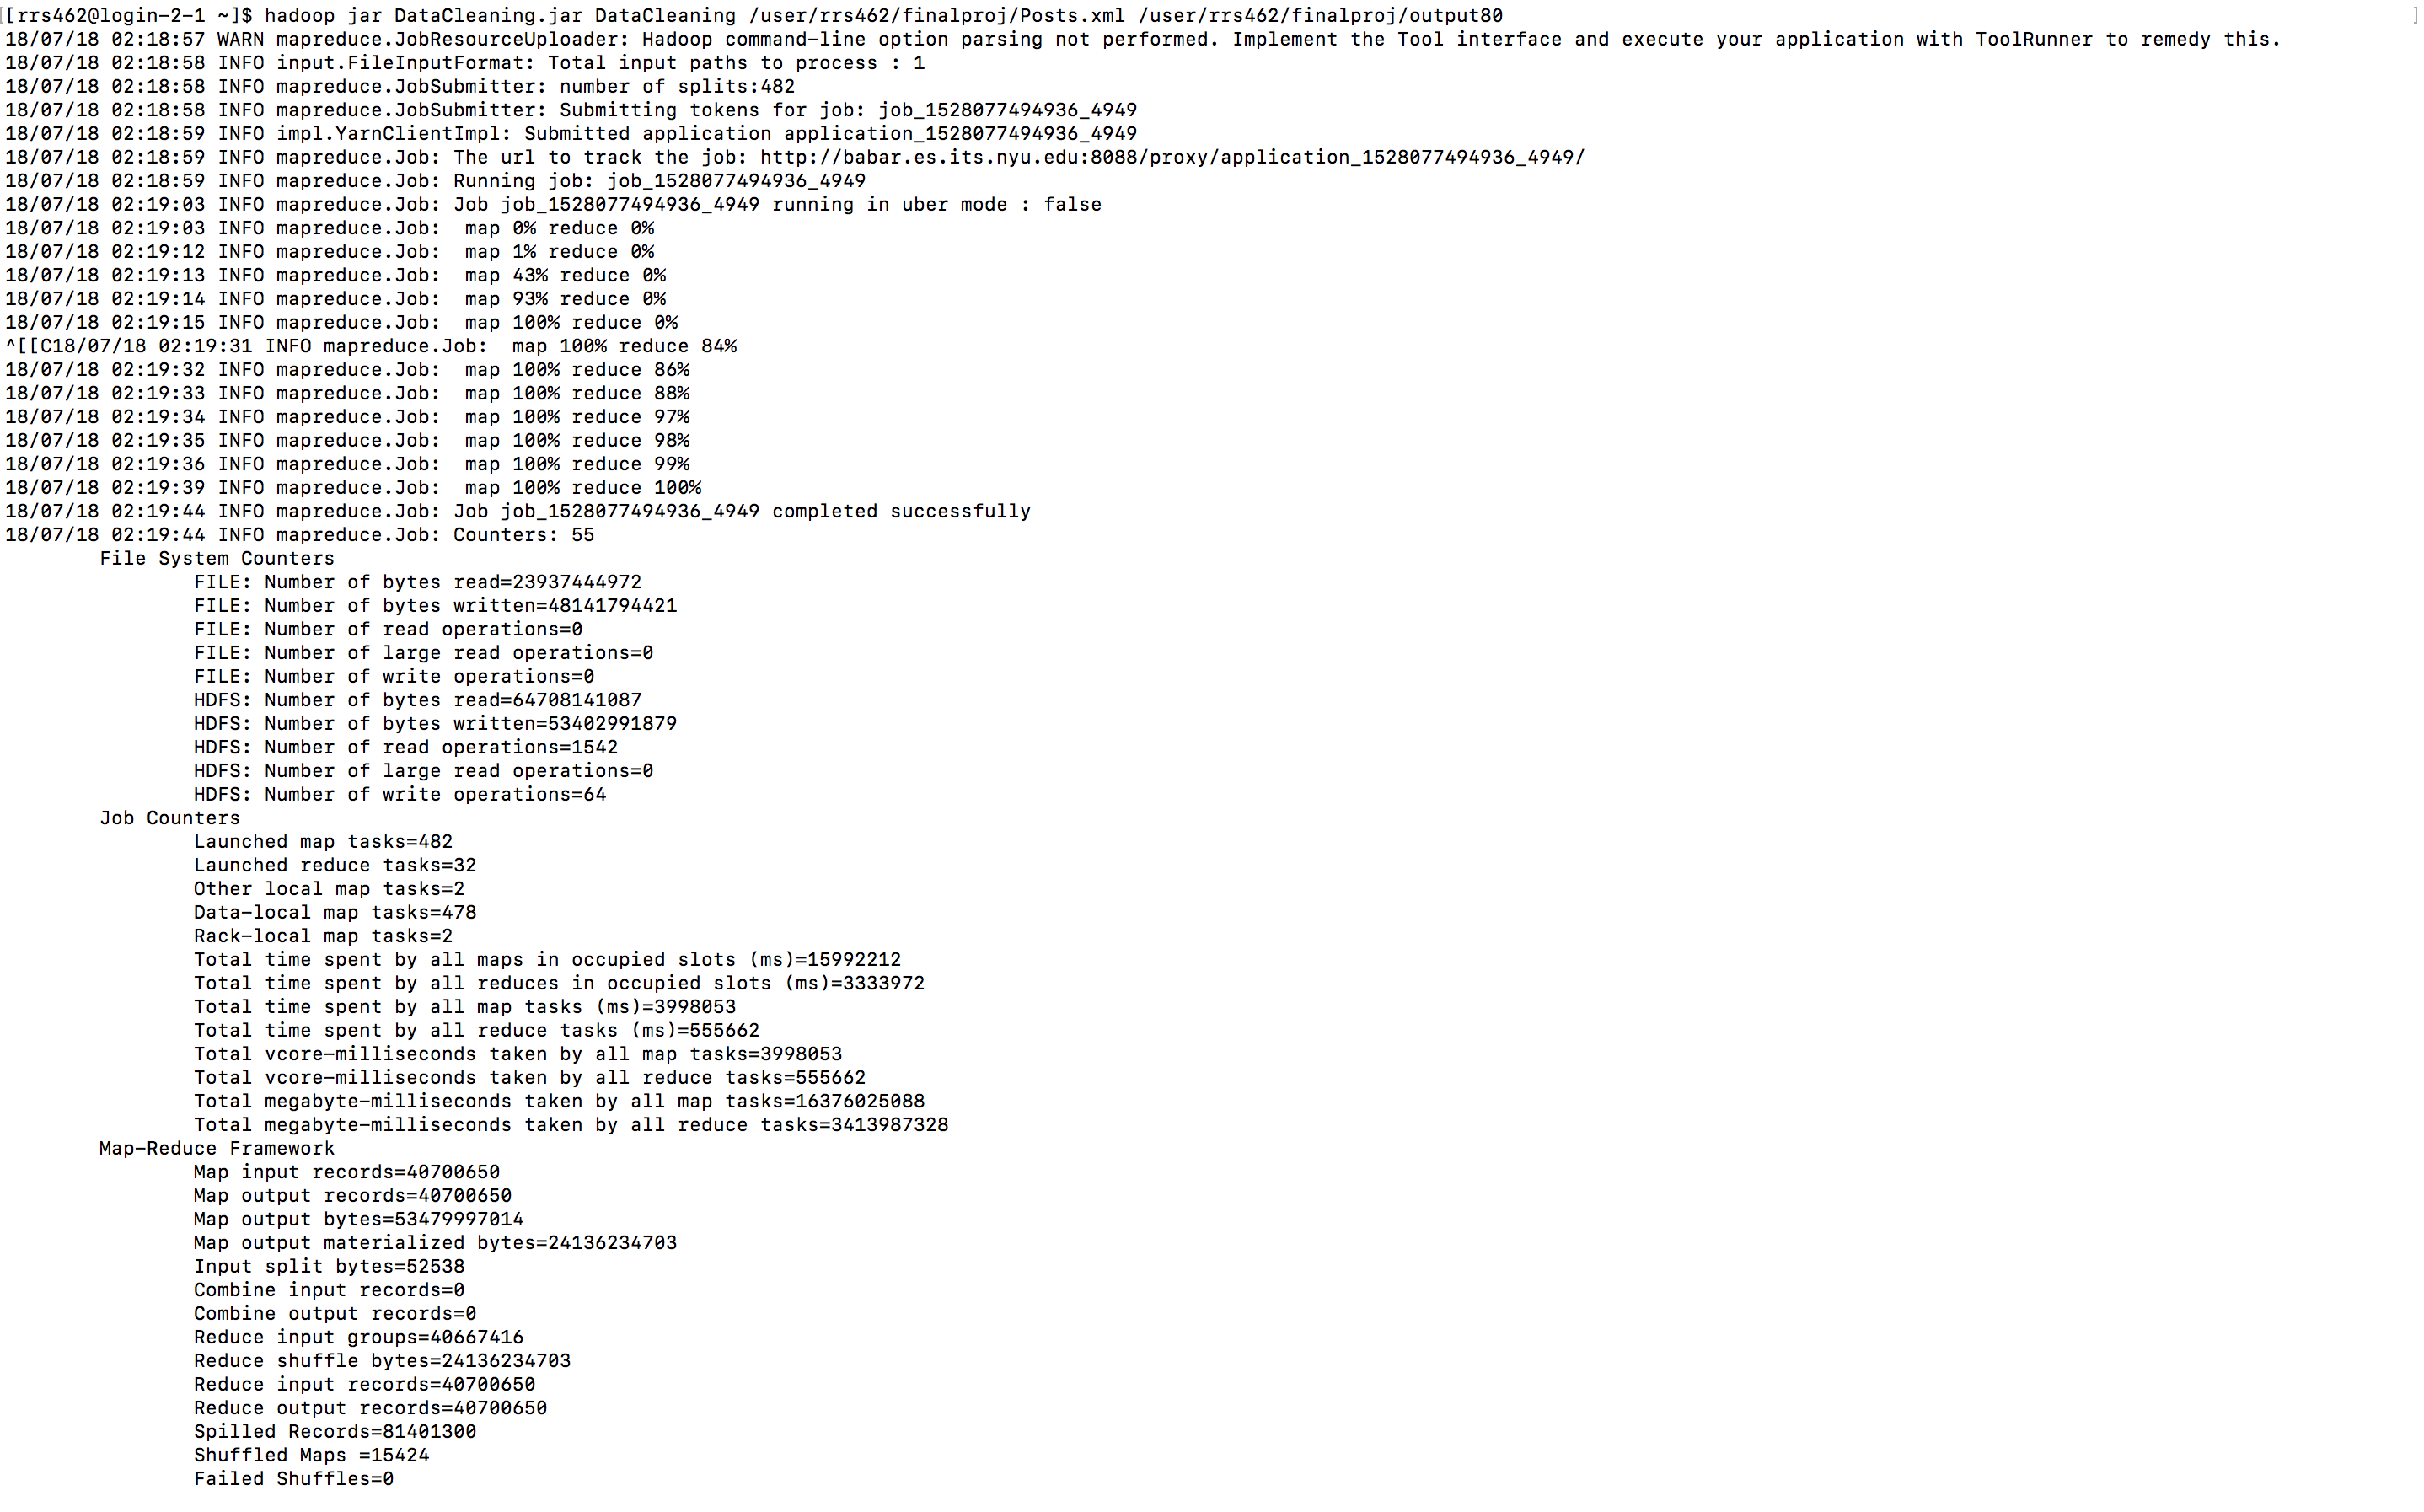 [[rrs462@login-2-1 ~]$ hadoop jar DataCleaning.jar DataCleaning /user/rrs462/finalproj/Posts.xml /user/rrs462/finalproj/output80 ]
18/07/18 02:18:57 WARN mapreduce.JobResourceUploader: Hadoop command-line option parsing not performed. Implement the Tool interface and execute your application with ToolRunner to remedy this.
18/07/18 02:18:58 INFO input.FileInputFormat: Total input paths to process : 1
18/07/18 02:18:58 INFO mapreduce.JobSubmitter: number of splits:482
18/07/18 02:18:58 INFO mapreduce.JobSubmitter: Submitting tokens for job: job_1528077494936_4949
18/07/18 02:18:59 INFO impl.YarnClientImpl: Submitted application application_1528077494936_4949
18/07/18 02:18:59 INFO mapreduce.Job: The url to track the job: http://babar.es.its.nyu.edu:8088/proxy/application_1528077494936_4949/
18/07/18 02:18:59 INFO mapreduce.Job: Running job: job_1528077494936_4949
18/07/18 02:19:03 INFO mapreduce.Job: Job job_1528077494936_4949 running in uber mode : false
18/07/18 02:19:03 INFO mapreduce.Job:  map 0% reduce 0%
18/07/18 02:19:12 INFO mapreduce.Job:  map 1% reduce 0%
18/07/18 02:19:13 INFO mapreduce.Job:  map 43% reduce 0%
18/07/18 02:19:14 INFO mapreduce.Job:  map 93% reduce 0%
18/07/18 02:19:15 INFO mapreduce.Job:  map 100% reduce 0%
^[[C18/07/18 02:19:31 INFO mapreduce.Job:  map 100% reduce 84%
18/07/18 02:19:32 INFO mapreduce.Job:  map 100% reduce 86%
18/07/18 02:19:33 INFO mapreduce.Job:  map 100% reduce 88%
18/07/18 02:19:34 INFO mapreduce.Job:  map 100% reduce 97%
18/07/18 02:19:35 INFO mapreduce.Job:  map 100% reduce 98%
18/07/18 02:19:36 INFO mapreduce.Job:  map 100% reduce 99%
18/07/18 02:19:39 INFO mapreduce.Job:  map 100% reduce 100%
18/07/18 02:19:44 INFO mapreduce.Job: Job job_1528077494936_4949 completed successfully
18/07/18 02:19:44 INFO mapreduce.Job: Counters: 55
File System Counters
FILE: Number of bytes read=23937444972
FILE: Number of bytes written=48141794421
FILE: Number of read operations=0
FILE: Number of large read operations=0
FILE: Number of write operations=0
HDFS: Number of bytes read=64708141087
HDFS: Number of bytes written=53402991879
HDFS: Number of read operations=1542
HDFS: Number of large read operations=0
HDFS: Number of write operations=64
Job Counters
Launched map tasks=482
Launched reduce tasks=32
Other local map tasks=2
Data-local map tasks=478
Rack-local map tasks=2
Total time spent by all maps in occupied slots (ms)=15992212
Total time spent by all reduces in occupied slots (ms)=3333972
Total time spent by all map tasks (ms)=3998053
Total time spent by all reduce tasks (ms)=555662
Total vcore-milliseconds taken by all map tasks=3998053
Total vcore-milliseconds taken by all reduce tasks=555662
Total megabyte-milliseconds taken by all map tasks=16376025088
Total megabyte-milliseconds taken by all reduce tasks=3413987328
Map-Reduce Framework
Map input records=40700650
Map output records=40700650
Map output bytes=53479997014
Map output materialized bytes=24136234703
Input split bytes=52538
Combine input records=0
Combine output records=0
Reduce input groups=40667416
Reduce shuffle bytes=24136234703
Reduce input records=40700650
Reduce output records=40700650
Spilled Records=81401300
Shuffled Maps =15424
Failed Shuffles=0